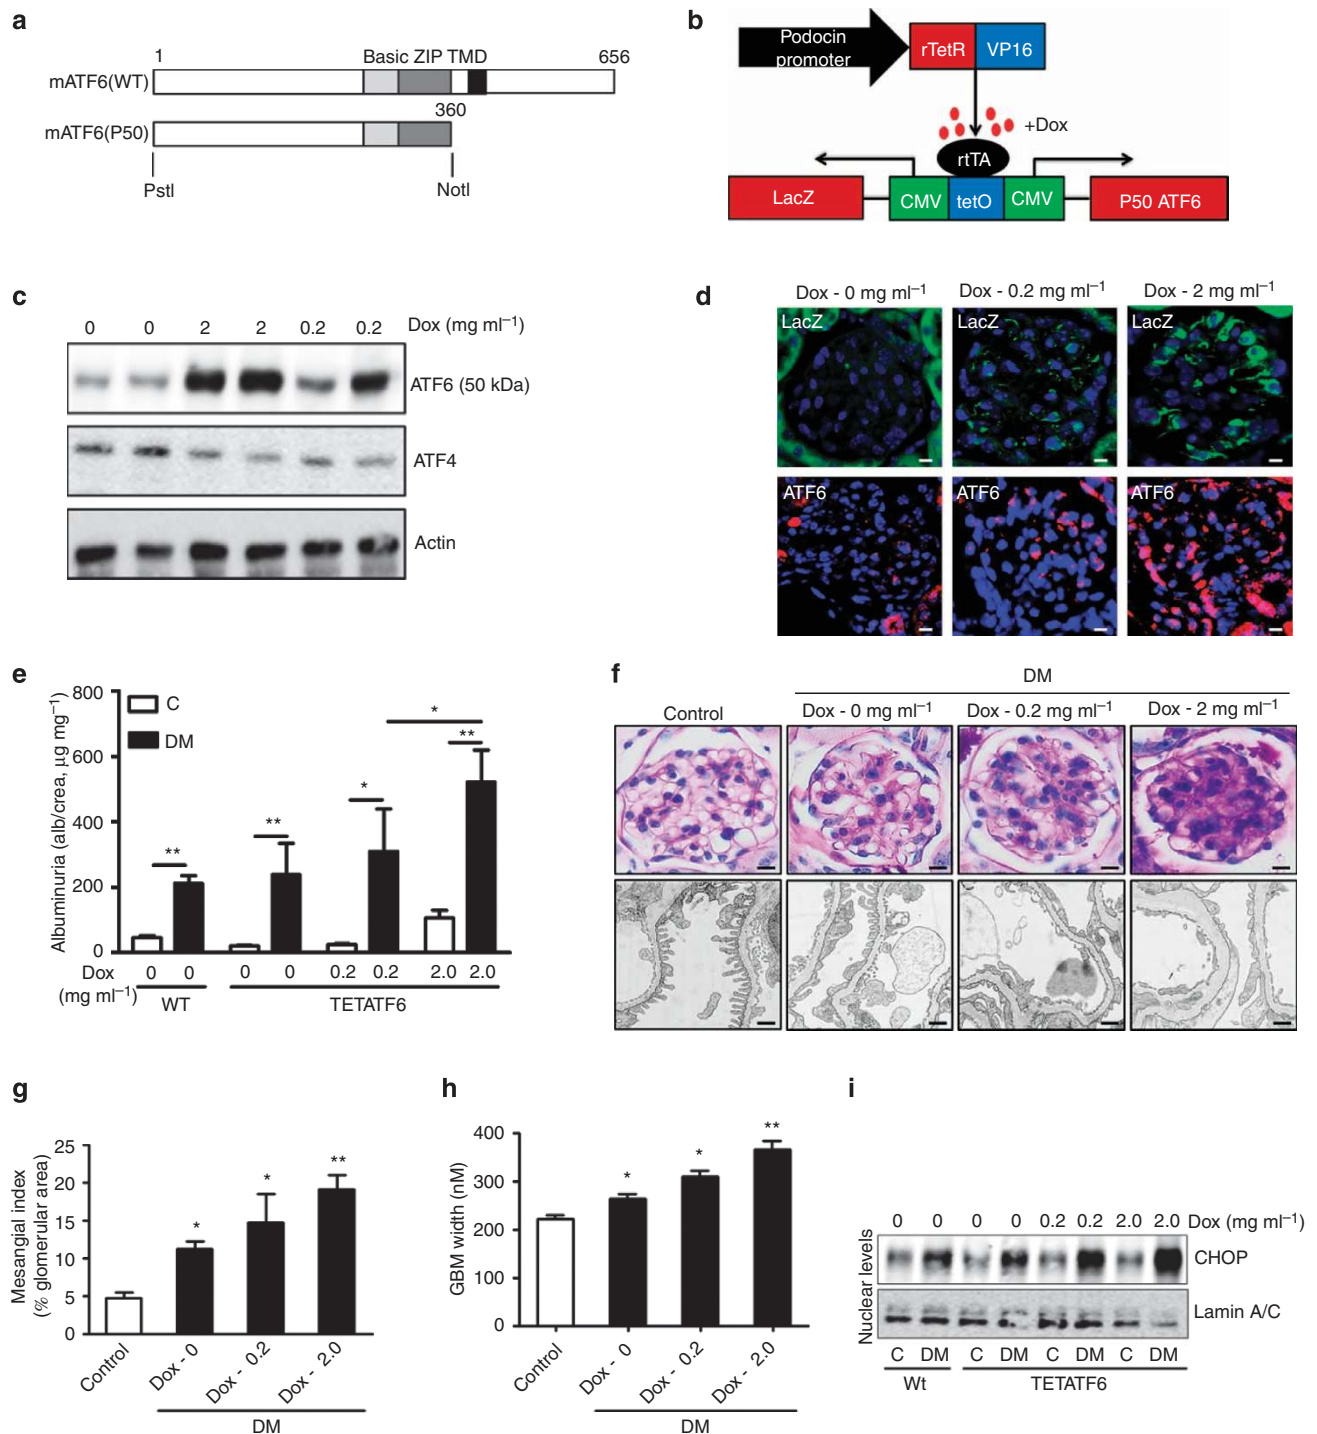 a
1 Basic ZIP TMD 656
mATF6(WT)
360
mATF6(P50)
PstI NotI
b
Podocin
promoter
rTetR VP16
+Dox
rtTA
LacZ CMV tetO CMV P50 ATF6
c
0 0 2 2 0.2 0.2 Dox (mg ml−1)
ATF6 (50 kDa)
ATF4
Actin
d
Dox - 0 mg ml−1 Dox - 0.2 mg ml−1 Dox - 2 mg ml−1
LacZ LacZ LacZ
ATF6 ATF6 ATF6
e
Albuminuria (alb/crea, µg mg−1)
800
600
400
200
0
C
DM
** ** * ** *
Dox 0 0 0 0 0.2 0.2 2.0 2.0
(mg ml−1)
WT TETATF6
f
DM
Control Dox - 0 mg ml−1 Dox - 0.2 mg ml−1 Dox - 2 mg ml−1
g
Mesangial index
(% glomerular area)
25
20
15
10
5
0
* * **
Control Dox - 0 Dox - 0.2 Dox - 2.0
DM
h
GBM width (nM)
400
300
200
100
0
* * **
Control Dox - 0 Dox - 0.2 Dox - 2.0
DM
i
0 0 0 0 0.2 0.2 2.0 2.0 Dox (mg ml−1)
Nuclear levels
CHOP
Lamin A/C
C DM C DM C DM C DM
Wt TETATF6